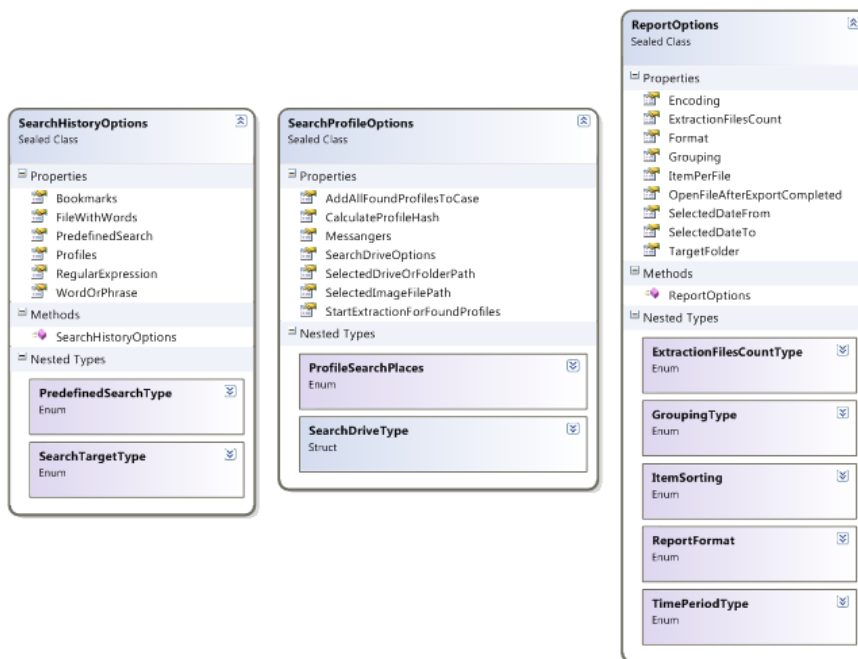 SearchHistoryOptions
Sealed Class
Properties
Bookmarks
FileWithWords
PredefinedSearch
Profiles
RegularExpression
WordOrPhrase
Methods
SearchHistoryOptions
Nested Types
PredefinedSearchType
Enum
SearchTargetType
Enum
SearchProfileOptions
Sealed Class
Properties
AddAllFoundProfilesToCase
CalculateProfileHash
Messangers
SearchDriveOptions
SelectedDriveOrFolderPath
SelectedImageFilePath
StartExtractionForFoundProfiles
Nested Types
ProfileSearchPlaces
Enum
SearchDriveType
Struct
ReportOptions
Sealed Class
Properties
Encoding
ExtractionFilesCount
Format
Grouping
ItemPerFile
OpenFileAfterExportCompleted
SelectedDateFrom
SelectedDateTo
TargetFolder
Methods
ReportOptions
Nested Types
ExtractionFilesCountType
Enum
GroupingType
Enum
ItemSorting
Enum
ReportFormat
Enum
TimePeriodType
Enum